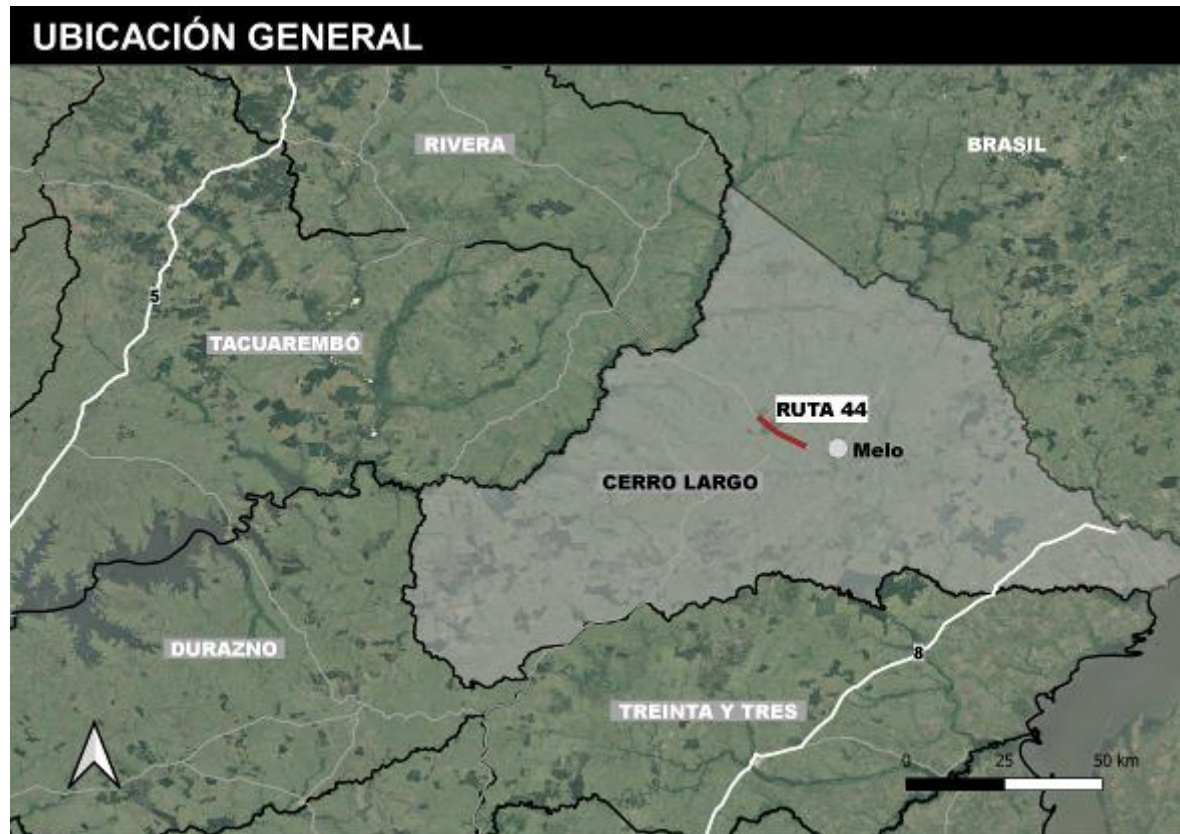 UBICACIÓN GENERAL
RIVERA
BRASIL
5
TACUAREMBÓ
RUTA 44
Melo
CERRO LARGO
DURAZNO
8
TREINTA Y TRES
0 25 50 km